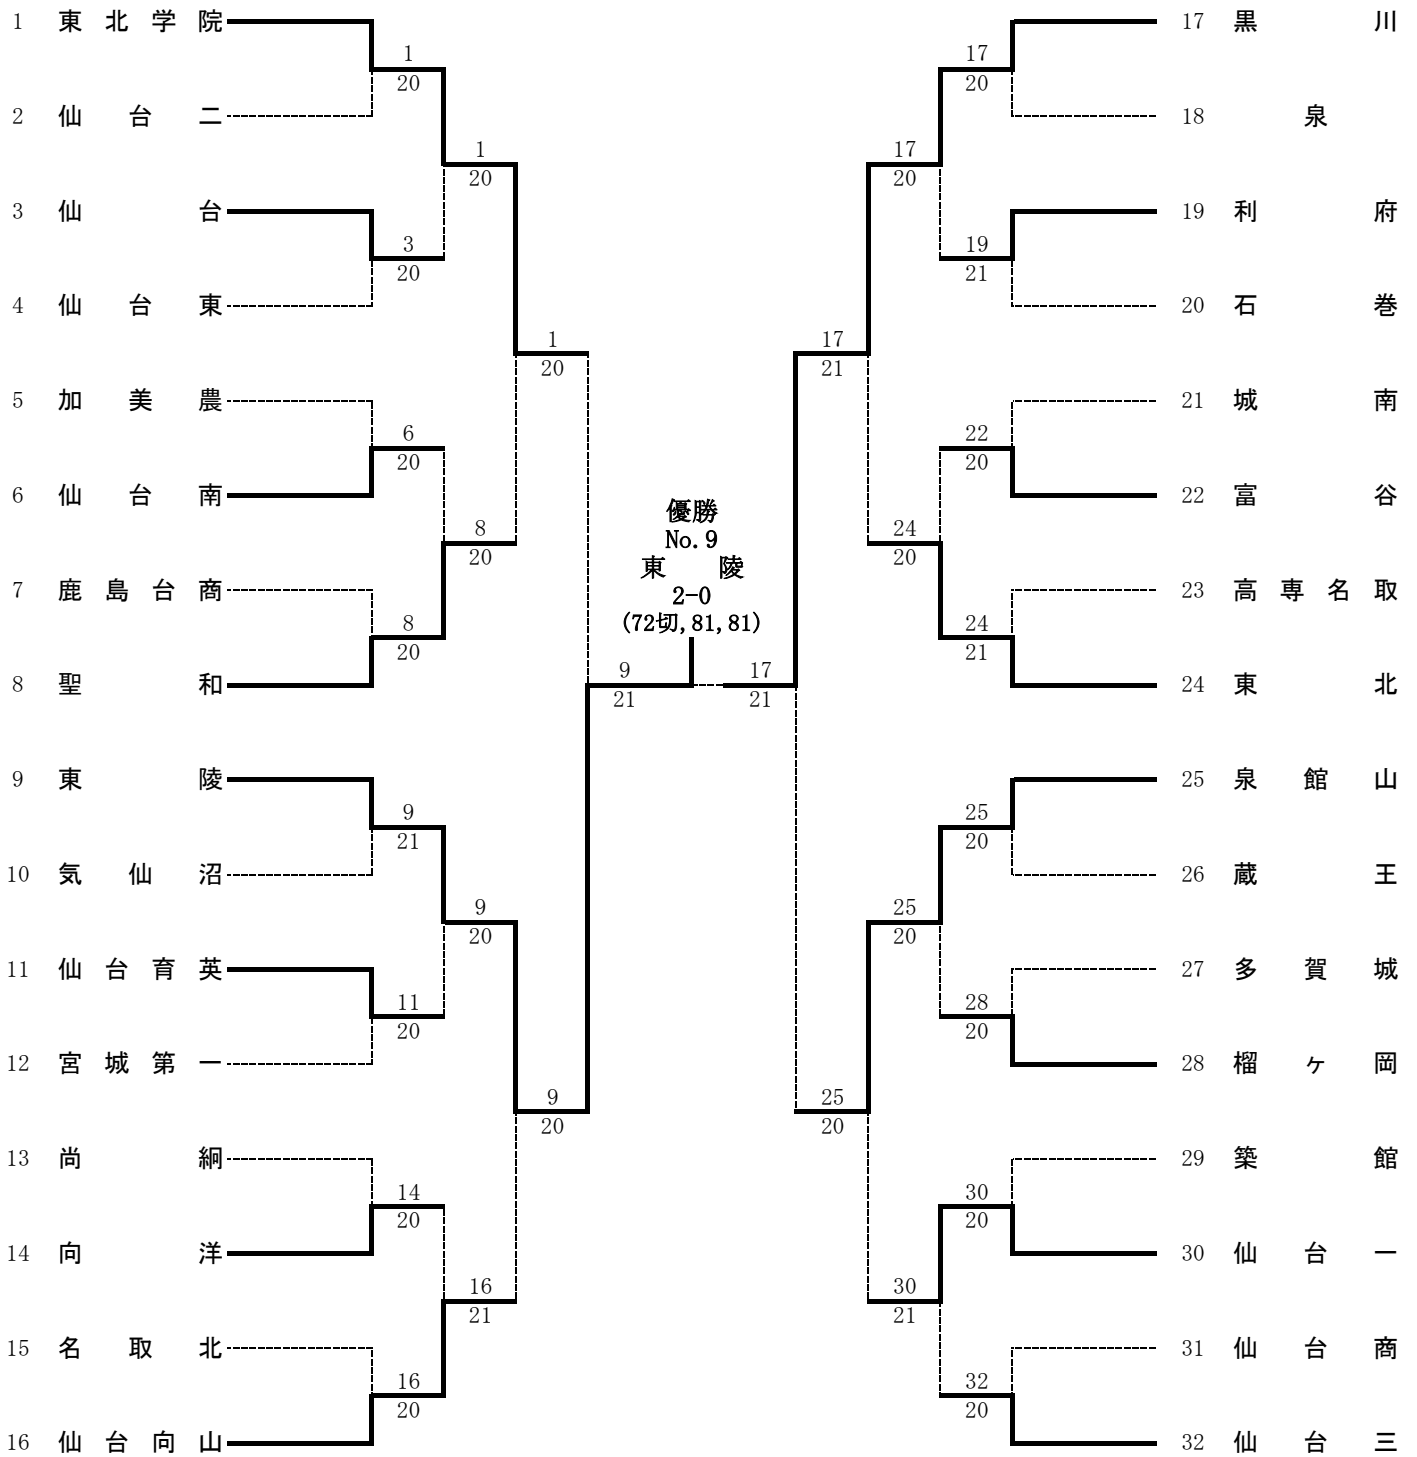 1 東北学院
1
20
2 仙台二
1
20
3 仙台
3
20
4 仙台東
1
20
5 加美農
6
20
6 仙台南
8
20
7 鹿島台商
8
20
8 聖和
9
21
9 東陵
9
21
10 気仙沼
9
20
11 仙台育英
11
20
12 宮城第一
9
20
13 尚絅
14
20
14 向洋
16
21
15 名取北
16
20
16 仙台向山
優勝
No.9
東陵
2-0
(72切,81,81)
17 黒川
17
20
18 泉
17
20
19 利府
19
21
20 石巻
17
21
21 城南
22
20
22 富谷
24
20
23 高専名取
24
21
24 東北
17
21
25 泉館山
25
20
26 蔵王
25
20
27 多賀城
28
20
28 榴ヶ岡
25
20
29 築館
30
20
30 仙台一
30
21
31 仙台商
32
20
32 仙台三